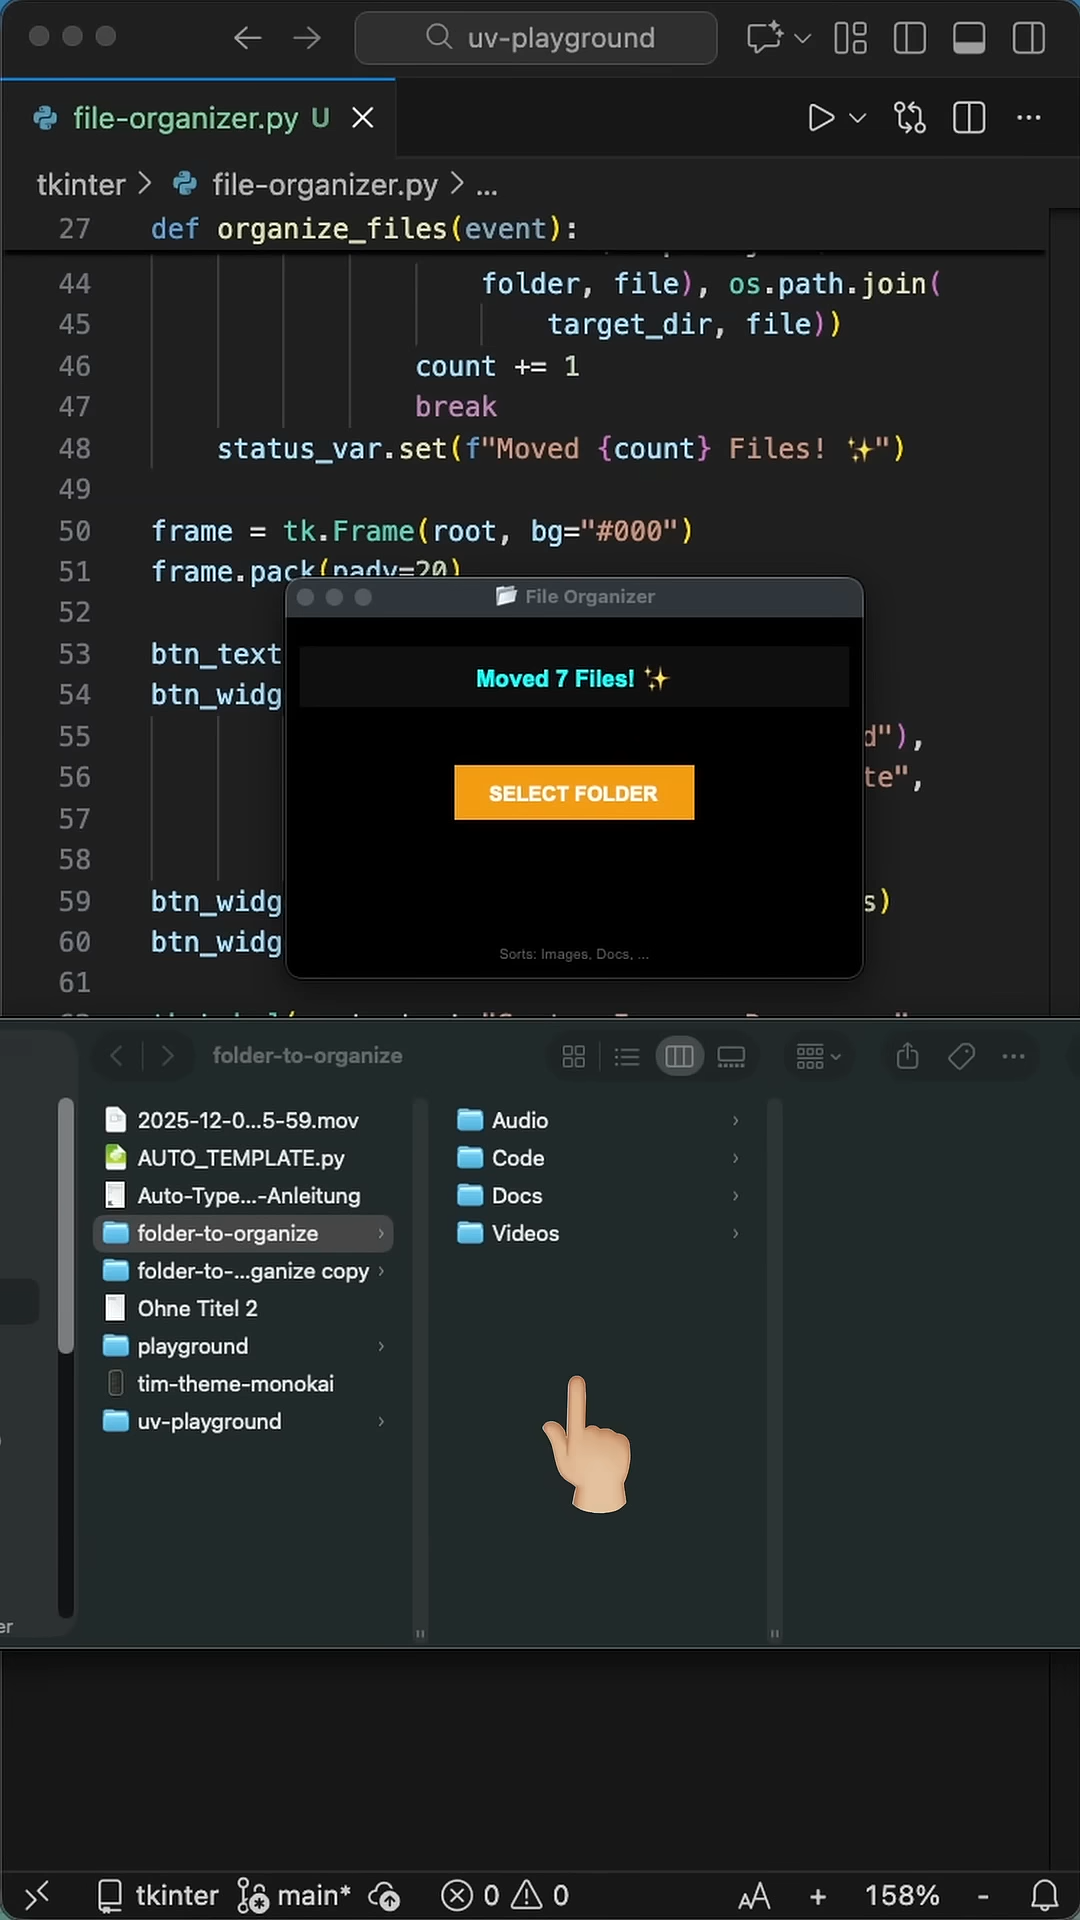 uv-playground
file-organizer.py U
tkinter > file-organizer.py > ...
27 def organize_files(event):
44 folder, file), os.path.join(
45 target_dir, file))
46 count += 1
47 break
48 status_var.set(f"Moved {count} Files! ✨")
49
50 frame = tk.Frame(root, bg="#000")
51 frame.pack(pady=20)
52
53 btn_text
54 btn_widg
55 d"),
56 te",
57
58
59 btn_widg s)
60 btn_widg
61
File Organizer
Moved 7 Files! ✨
SELECT FOLDER
Sorts: Images, Docs, ...
folder-to-organize
2025-12-0...5-59.mov
AUTO_TEMPLATE.py
Auto-Type...-Anleitung
folder-to-organize
folder-to-...ganize copy
Ohne Titel 2
playground
tim-theme-monokai
uv-playground
Audio
Code
Docs
Videos
er
tkinter main* 0 0 AA + 158% -